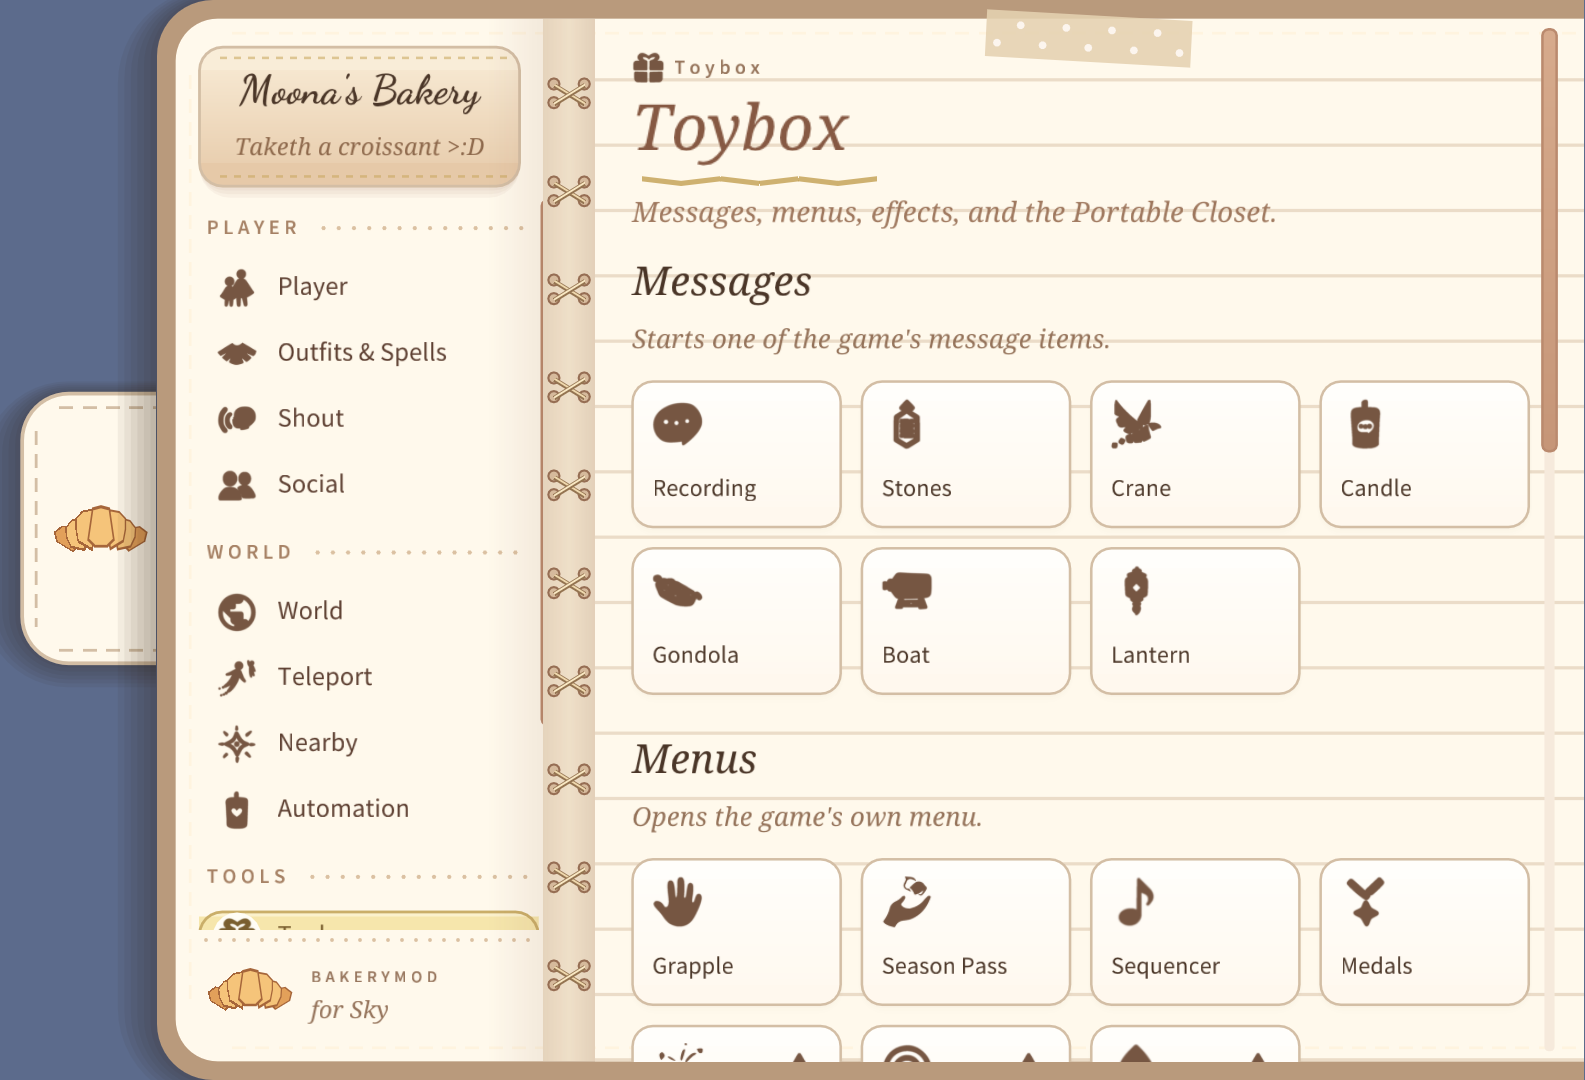 Moona's Bakery
Taketh a croissant >:D
PLAYER
Player
Outfits & Spells
Shout
Social
WORLD
World
Teleport
Nearby
Automation
TOOLS
BAKERYMOD
for Sky
Toybox
Toybox
Messages, menus, effects, and the Portable Closet.
Messages
Starts one of the game's message items.
Recording
Stones
Crane
Candle
Gondola
Boat
Lantern
Menus
Opens the game's own menu.
Grapple
Season Pass
Sequencer
Medals